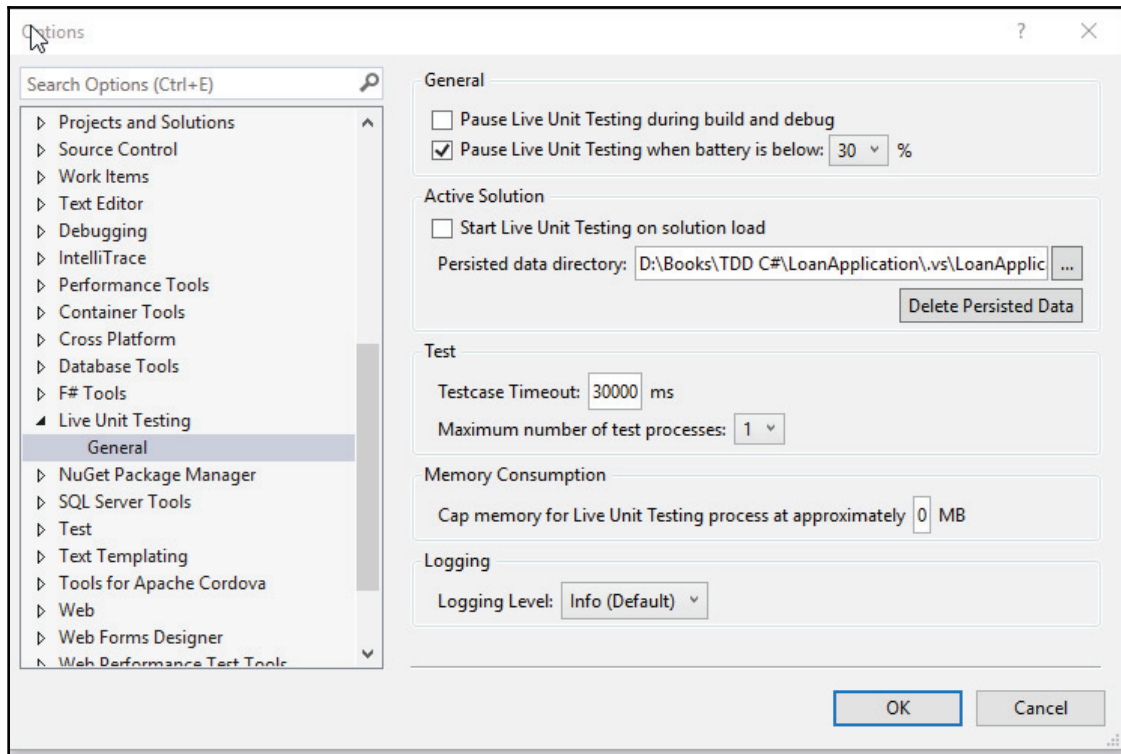 Options
?
Search Options (Ctrl+E)
Projects and Solutions
Source Control
Work Items
Text Editor
Debugging
IntelliTrace
Performance Tools
Container Tools
Cross Platform
Database Tools
F# Tools
Live Unit Testing
General
NuGet Package Manager
SQL Server Tools
Test
Text Templating
Tools for Apache Cordova
Web
Web Forms Designer
Web Performance Test Tools
General
Pause Live Unit Testing during build and debug
Pause Live Unit Testing when battery is below: 30 %
Active Solution
Start Live Unit Testing on solution load
Persisted data directory: D:\Books\TDD C#\LoanApplication\.vs\LoanApplic ...
Delete Persisted Data
Test
Testcase Timeout: 30000 ms
Maximum number of test processes: 1
Memory Consumption
Cap memory for Live Unit Testing process at approximately 0 MB
Logging
Logging Level: Info (Default)
OK Cancel